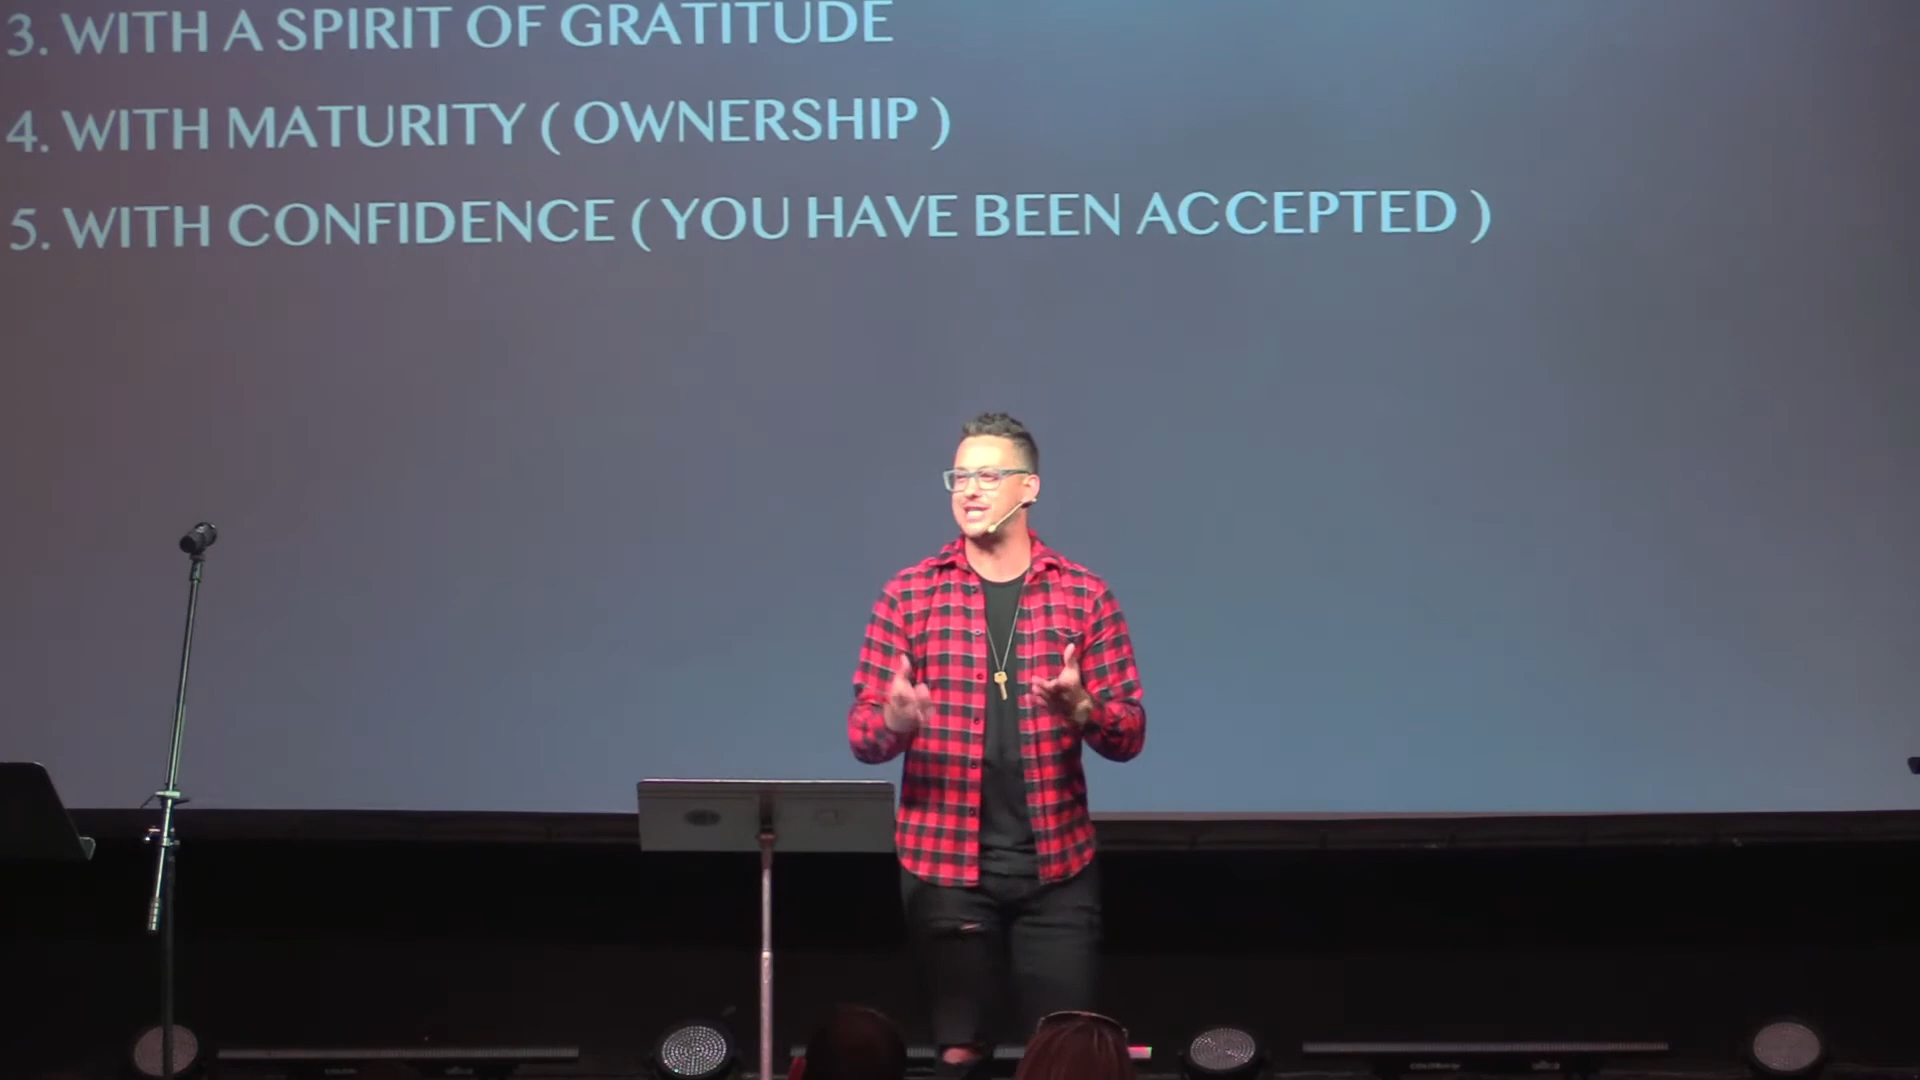 3. WITH A SPIRIT OF GRATITUDE
4. WITH MATURITY ( OWNERSHIP )
5. WITH CONFIDENCE ( YOU HAVE BEEN ACCEPTED )